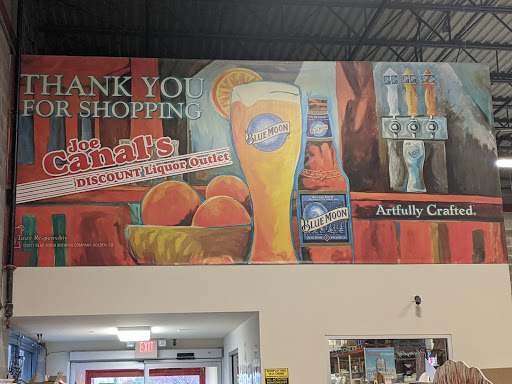 THANK YOU
FOR SHOPPING
Joe
Canal's
DISCOUNT Liquor Outlet
BLUE MOON
BLUE MOON
Artfully Crafted.
EXIT